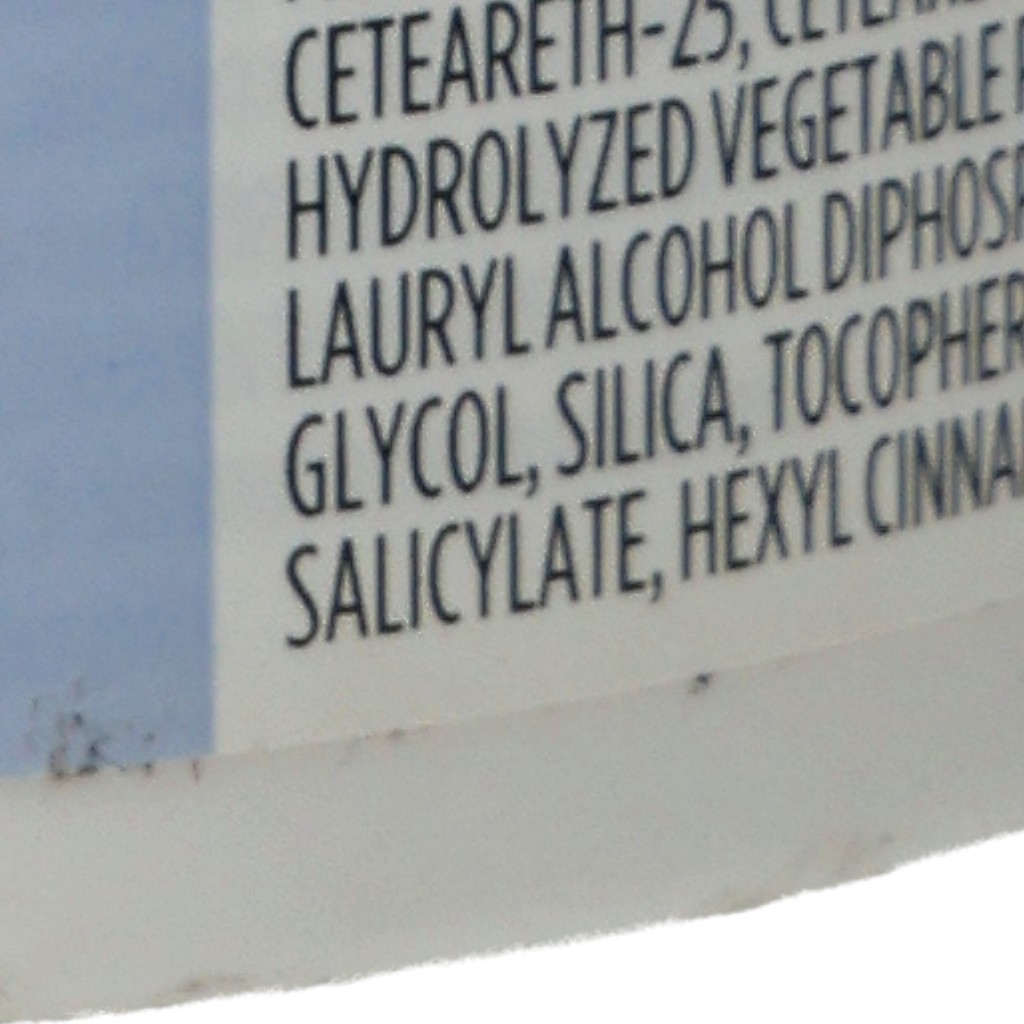 CETEARETH-25,
HYDROLYZED VEGETABLE
LAURYL ALCOHOL
GLYCOL, SILICA,
SALICYLATE, HEXYL